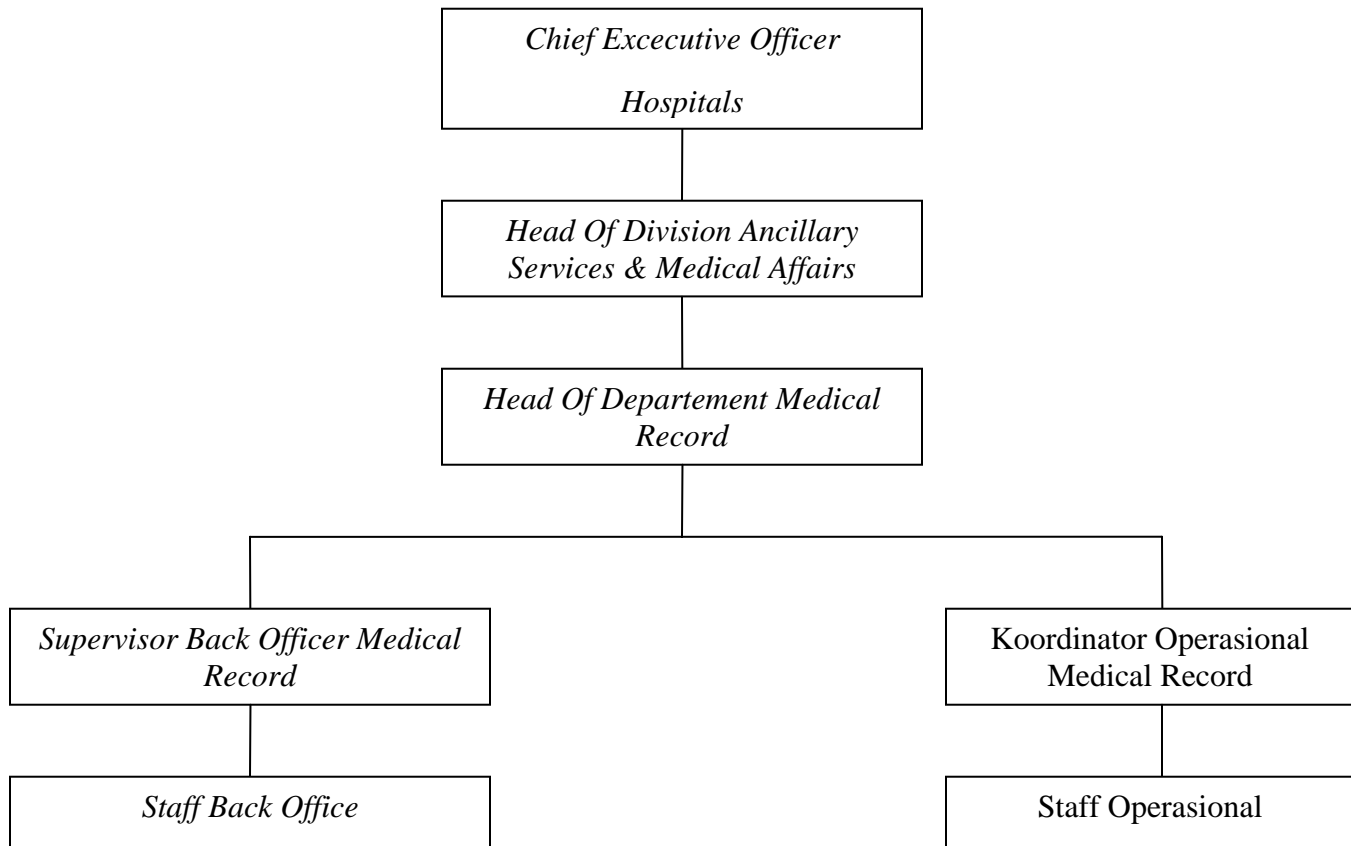 Chief Excecutive Officer
Hospitals
Head Of Division Ancillary
Services & Medical Affairs
Head Of Departement Medical
Record
Supervisor Back Officer Medical
Record
Koordinator Operasional
Medical Record
Staff Back Office
Staff Operasional